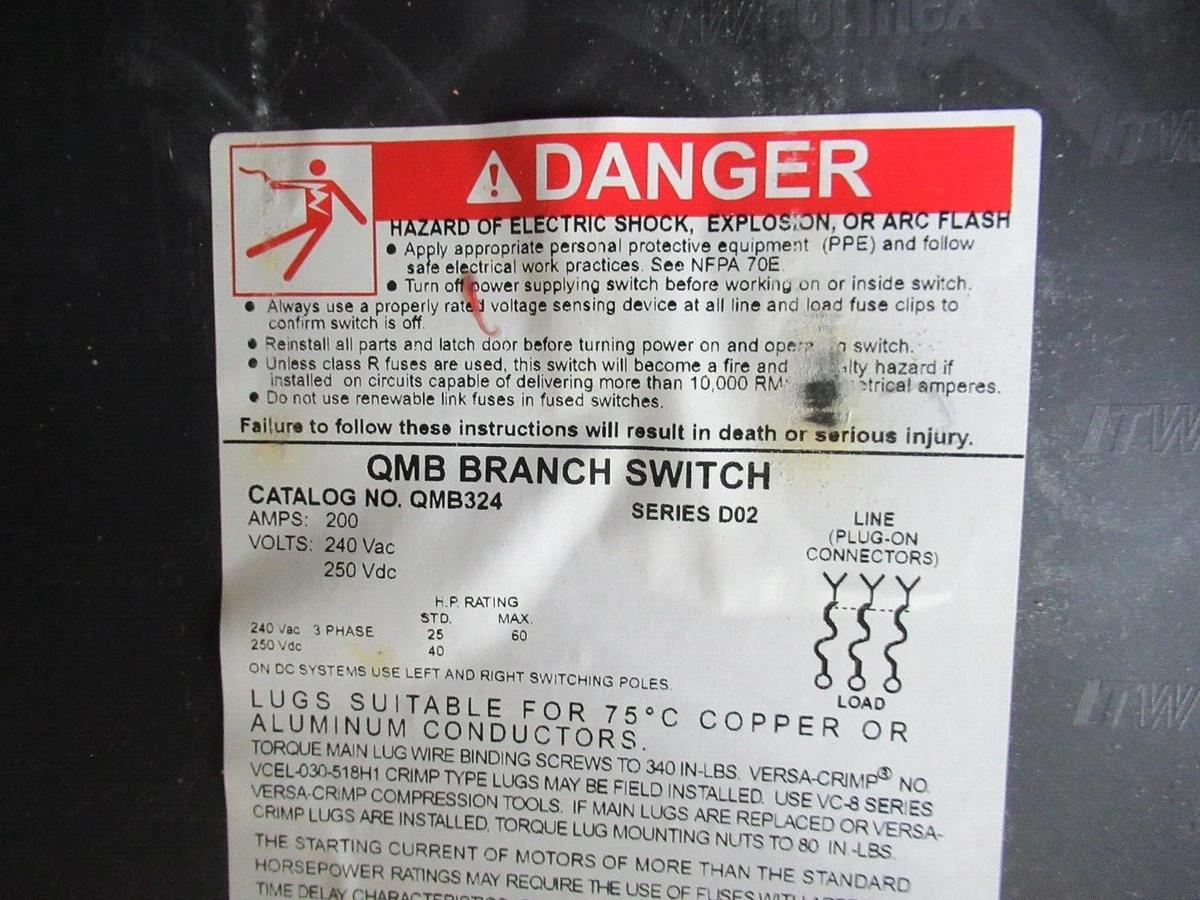 ITW Formex
ITW
ITW
ITW
DANGER
HAZARD OF ELECTRIC SHOCK, EXPLOSION, OR ARC FLASH
● Apply appropriate personal protective equipment (PPE) and follow
safe electrical work practices. See NFPA 70E.
● Turn off power supplying switch before working on or inside switch.
● Always use a properly rated voltage sensing device at all line and load fuse clips to
confirm switch is off.
● Reinstall all parts and latch door before turning power on and switch.
● Unless class R fuses are used, this switch will become a fire and hazard if
installed on circuits capable of delivering more than 10,000 amperes.
● Do not use renewable link fuses in fused switches.
Failure to follow these instructions will result in death or serious injury.
QMB BRANCH SWITCH
CATALOG NO. QMB324
SERIES D02
AMPS: 200
VOLTS: 240 Vac
250 Vdc
LINE
(PLUG-ON
CONNECTORS)
LOAD
H.P. RATING
STD. MAX.
240 Vac 3 PHASE 25 60
250 Vdc 40
ON DC SYSTEMS USE LEFT AND RIGHT SWITCHING POLES.
LUGS SUITABLE FOR 75°C COPPER OR
ALUMINUM CONDUCTORS.
TORQUE MAIN LUG WIRE BINDING SCREWS TO 340 IN-LBS. VERSA-CRIMP® NO.
VCEL-030-518H1 CRIMP TYPE LUGS MAY BE FIELD INSTALLED. USE VC-8 SERIES
VERSA-CRIMP COMPRESSION TOOLS. IF MAIN LUGS ARE REPLACED OR VERSA-
CRIMP LUGS ARE INSTALLED, TORQUE LUG MOUNTING NUTS TO 80 IN-LBS.
THE STARTING CURRENT OF MOTORS OF MORE THAN THE STANDARD
HORSEPOWER RATINGS MAY REQUIRE THE USE OF FUSES WITH
TIME DELAY